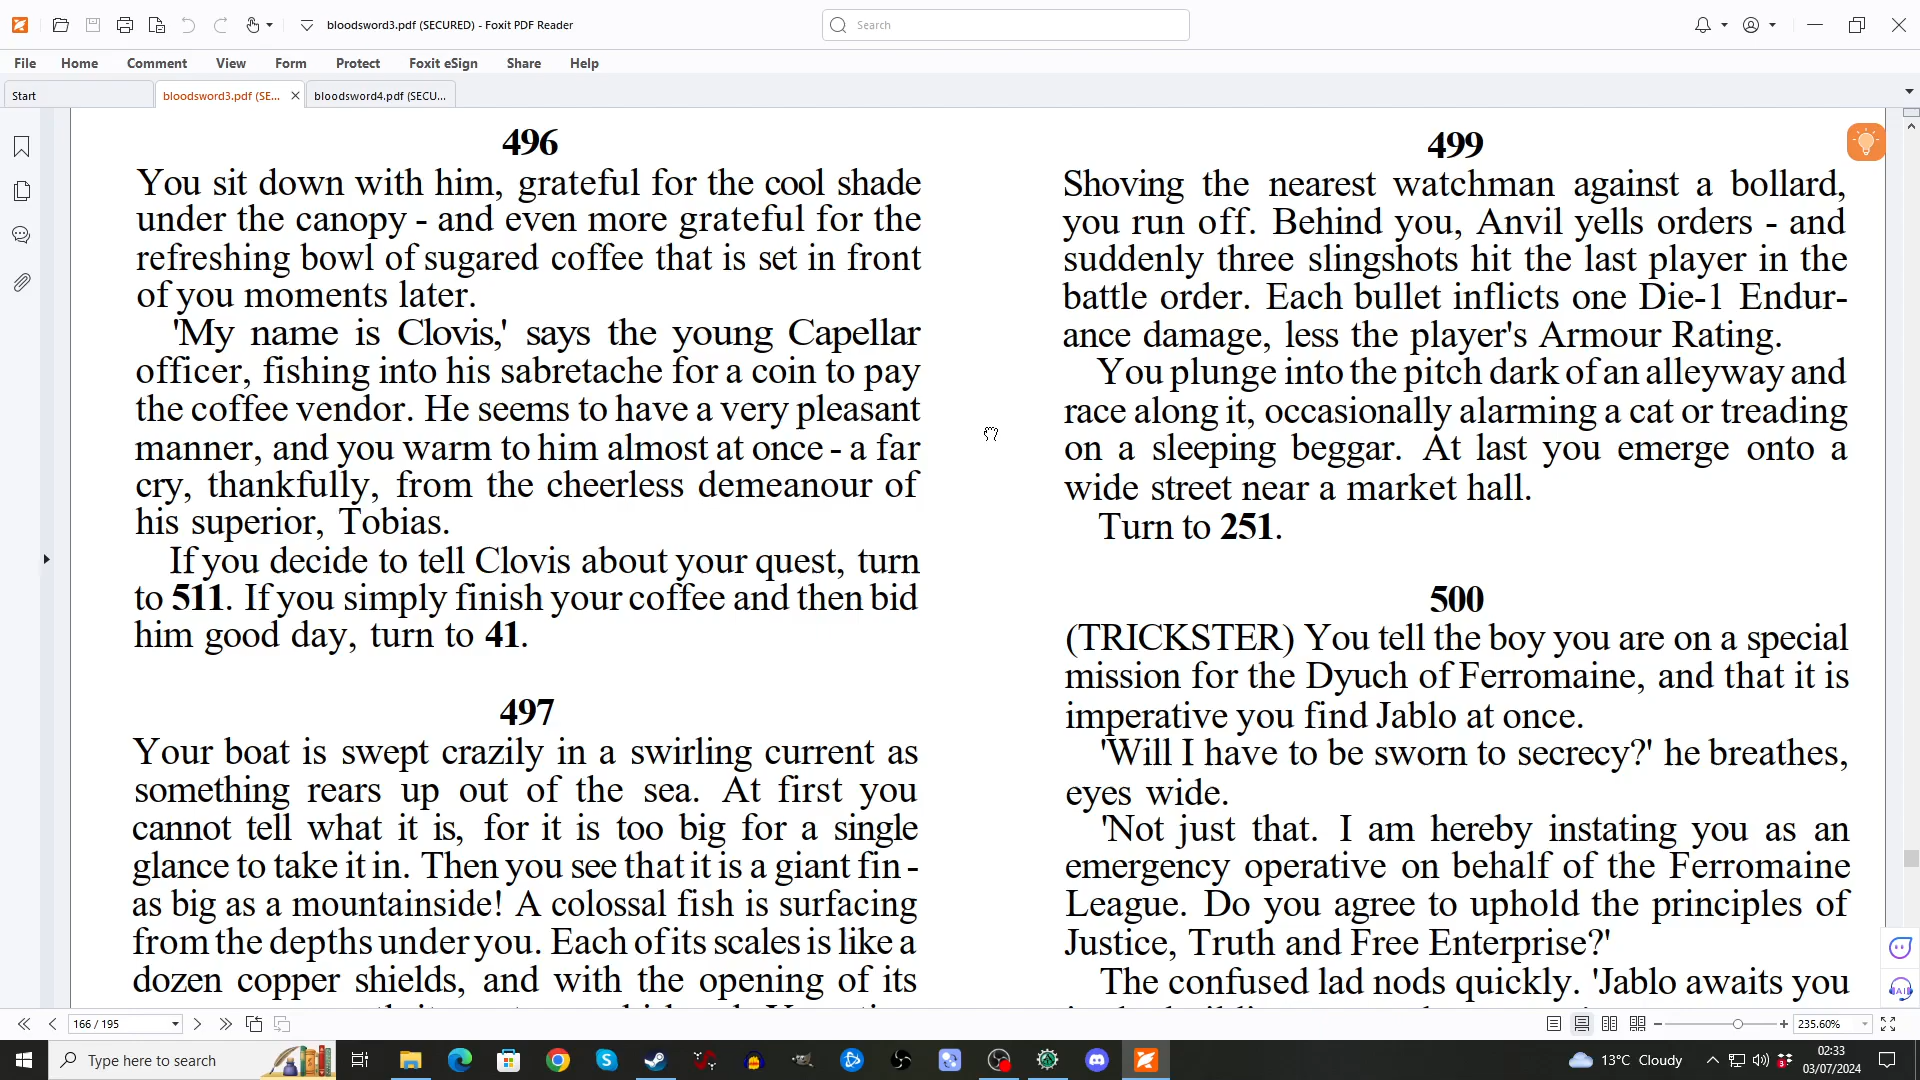 bloodsword3.pdf (SECURED) - Foxit PDF Reader
Search
File Home Comment View Form Protect Foxit eSign Share Help
Start
bloodsword3.pdf (SE...
bloodsword4.pdf (SECU...
496
You sit down with him, grateful for the cool shade
under the canopy - and even more grateful for the
refreshing bowl of sugared coffee that is set in front
of you moments later.
'My name is Clovis,' says the young Capellar
officer, fishing into his sabretache for a coin to pay
the coffee vendor. He seems to have a very pleasant
manner, and you warm to him almost at once - a far
cry, thankfully, from the cheerless demeanour of
his superior, Tobias.
If you decide to tell Clovis about your quest, turn
to 511. If you simply finish your coffee and then bid
him good day, turn to 41.
497
Your boat is swept crazily in a swirling current as
something rears up out of the sea. At first you
cannot tell what it is, for it is too big for a single
glance to take it in. Then you see that it is a giant fin -
as big as a mountainside! A colossal fish is surfacing
from the depths under you. Each of its scales is like a
dozen copper shields, and with the opening of its
499
Shoving the nearest watchman against a bollard,
you run off. Behind you, Anvil yells orders - and
suddenly three slingshots hit the last player in the
battle order. Each bullet inflicts one Die-1 Endur-
ance damage, less the player's Armour Rating.
You plunge into the pitch dark of an alleyway and
race along it, occasionally alarming a cat or treading
on a sleeping beggar. At last you emerge onto a
wide street near a market hall.
Turn to 251.
500
(TRICKSTER) You tell the boy you are on a special
mission for the Dyuch of Ferromaine, and that it is
imperative you find Jablo at once.
'Will I have to be sworn to secrecy?' he breathes,
eyes wide.
'Not just that. I am hereby instating you as an
emergency operative on behalf of the Ferromaine
League. Do you agree to uphold the principles of
Justice, Truth and Free Enterprise?'
The confused lad nods quickly. 'Jablo awaits you
166 / 195
235.60%
Type here to search
13°C Cloudy
02:33
03/07/2024